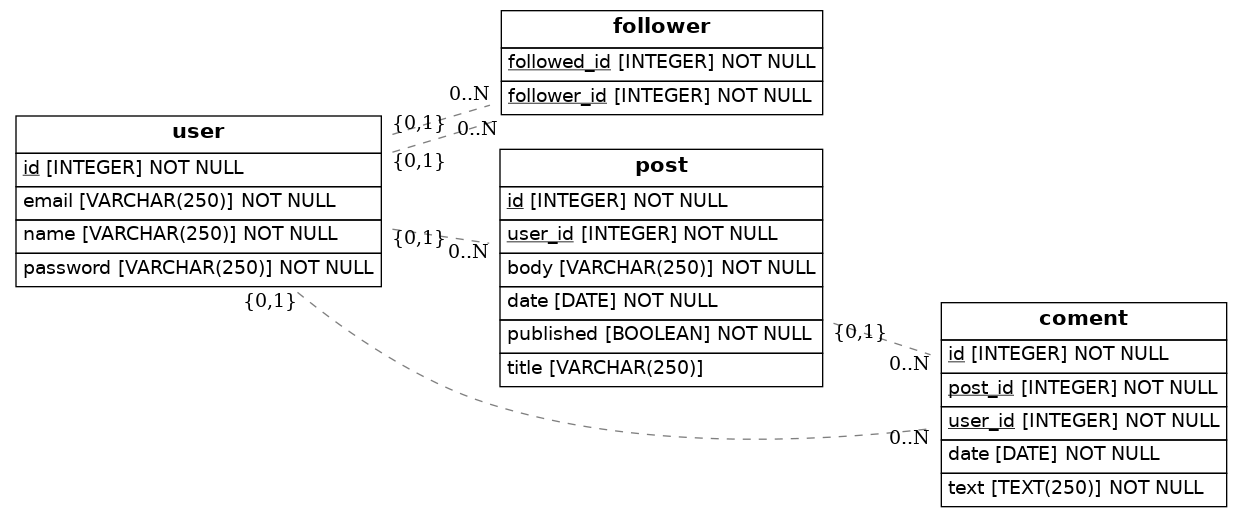 follower
followed_id [INTEGER] NOT NULL
follower_id [INTEGER] NOT NULL
0..N
{0,1}
0..N
{0,1}
user
id [INTEGER] NOT NULL
email [VARCHAR(250)] NOT NULL
name [VARCHAR(250)] NOT NULL
password [VARCHAR(250)] NOT NULL
{0,1}
0..N
{0,1}
post
id [INTEGER] NOT NULL
user_id [INTEGER] NOT NULL
body [VARCHAR(250)] NOT NULL
date [DATE] NOT NULL
published [BOOLEAN] NOT NULL
title [VARCHAR(250)]
{0,1}
0..N
0..N
coment
id [INTEGER] NOT NULL
post_id [INTEGER] NOT NULL
user_id [INTEGER] NOT NULL
date [DATE] NOT NULL
text [TEXT(250)] NOT NULL